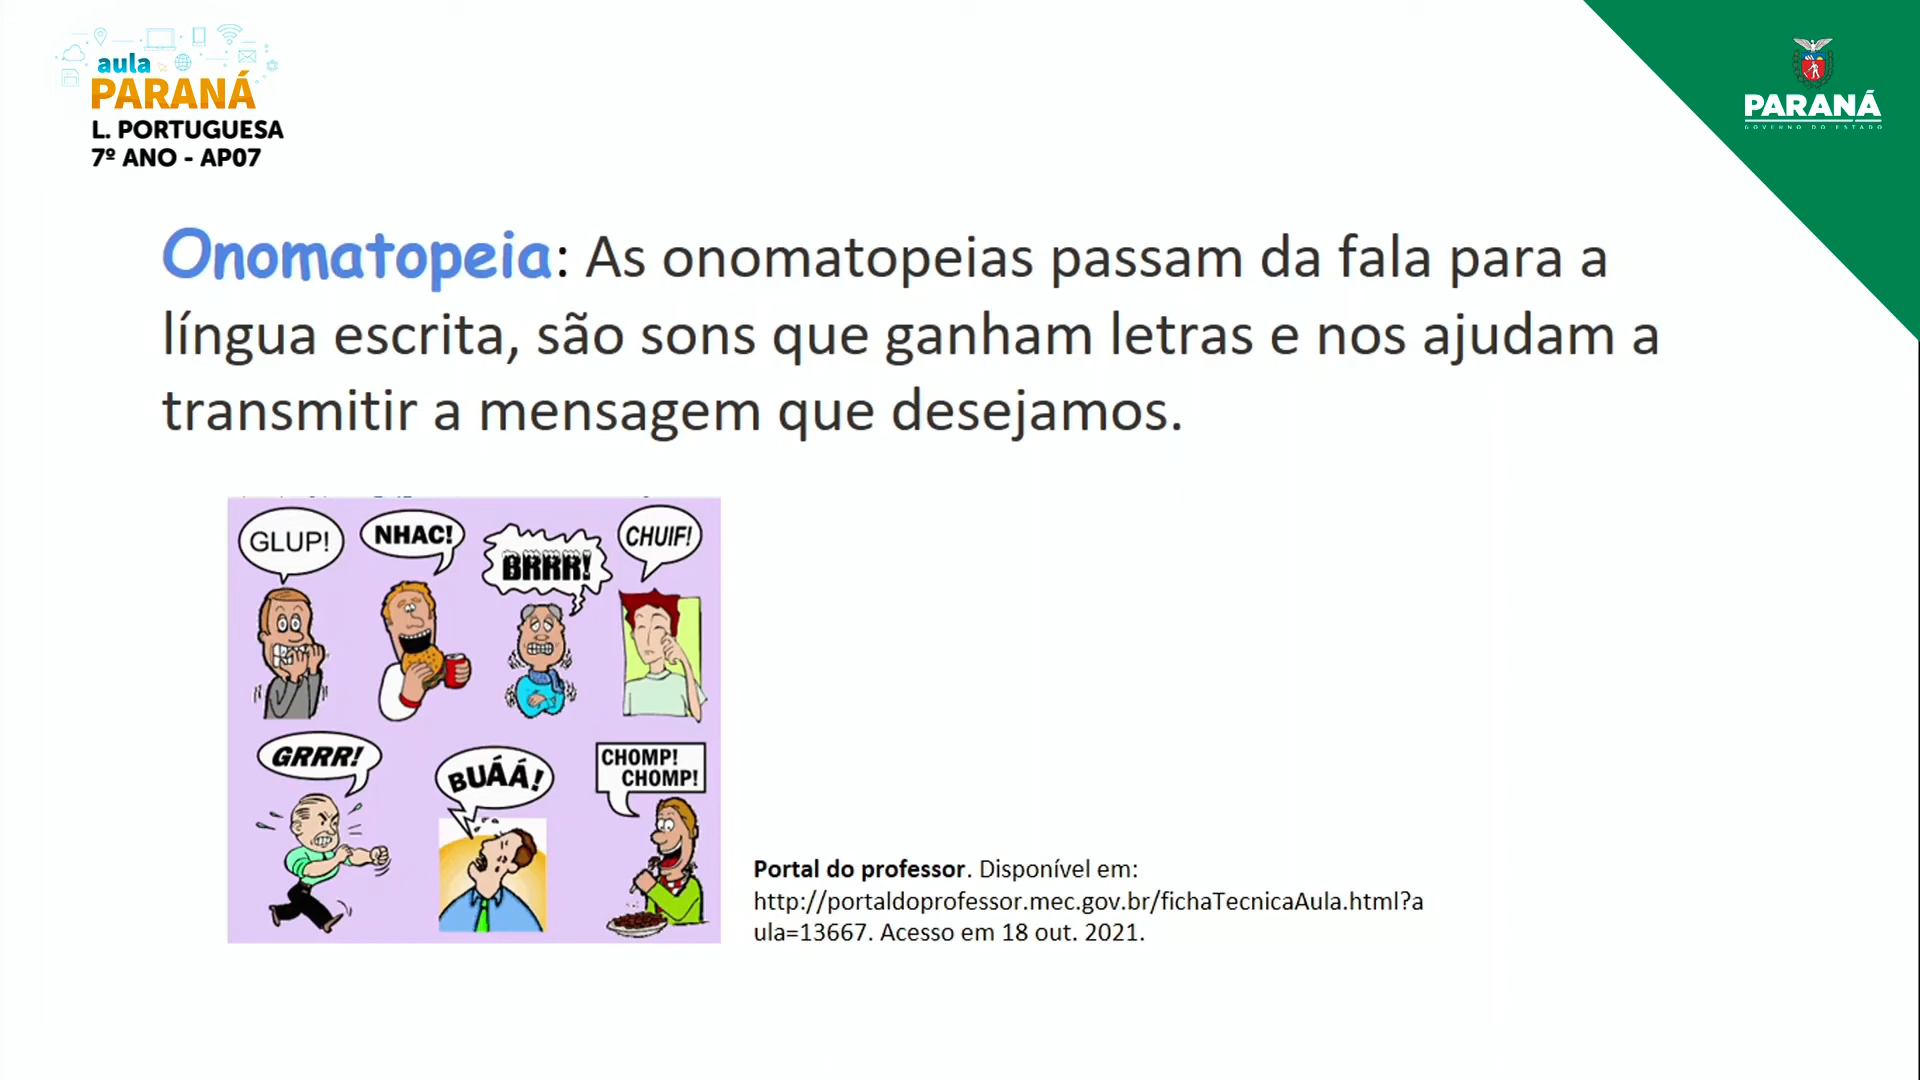 aula
PARANÁ
L. PORTUGUESA
7º ANO - AP07
PARANÁ
GOVERNO DO ESTADO
Onomatopeia: As onomatopeias passam da fala para a
língua escrita, são sons que ganham letras e nos ajudam a
transmitir a mensagem que desejamos.
GLUP!
NHAC!
BRRR!
CHUIF!
GRRR!
BUÁÁ!
CHOMP!
CHOMP!
Portal do professor. Disponível em:
http://portaldoprofessor.mec.gov.br/fichaTecnicaAula.html?a
ula=13667. Acesso em 18 out. 2021.